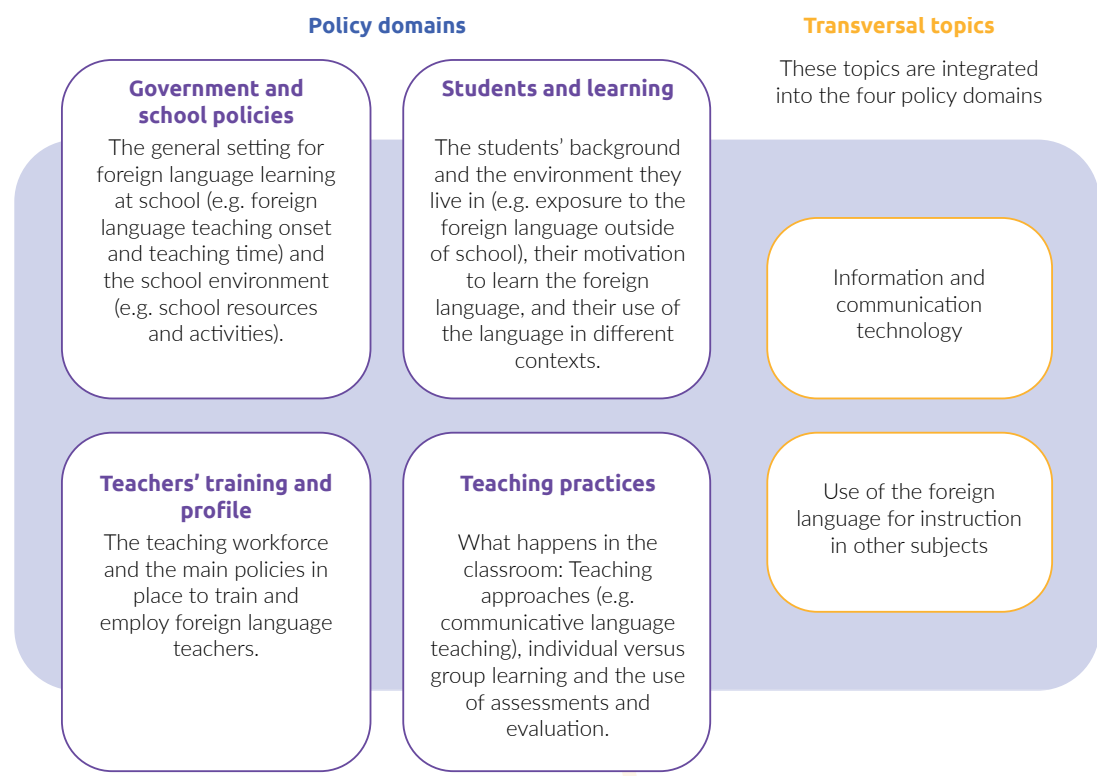 Policy domains
Transversal topics
These topics are integrated
into the four policy domains
Government and
school policies
The general setting for
foreign language learning
at school (e.g. foreign
language teaching onset
and teaching time) and
the school environment
(e.g. school resources
and activities).
Students and learning
The students’ background
and the environment they
live in (e.g. exposure to the
foreign language outside
of school), their motivation
to learn the foreign
language, and their use of
the language in different
contexts.
Information and
communication
technology
Teachers’ training and
profile
The teaching workforce
and the main policies in
place to train and
employ foreign language
teachers.
Teaching practices
What happens in the
classroom: Teaching
approaches (e.g.
communicative language
teaching), individual versus
group learning and the use
of assessments and
evaluation.
Use of the foreign
language for instruction
in other subjects